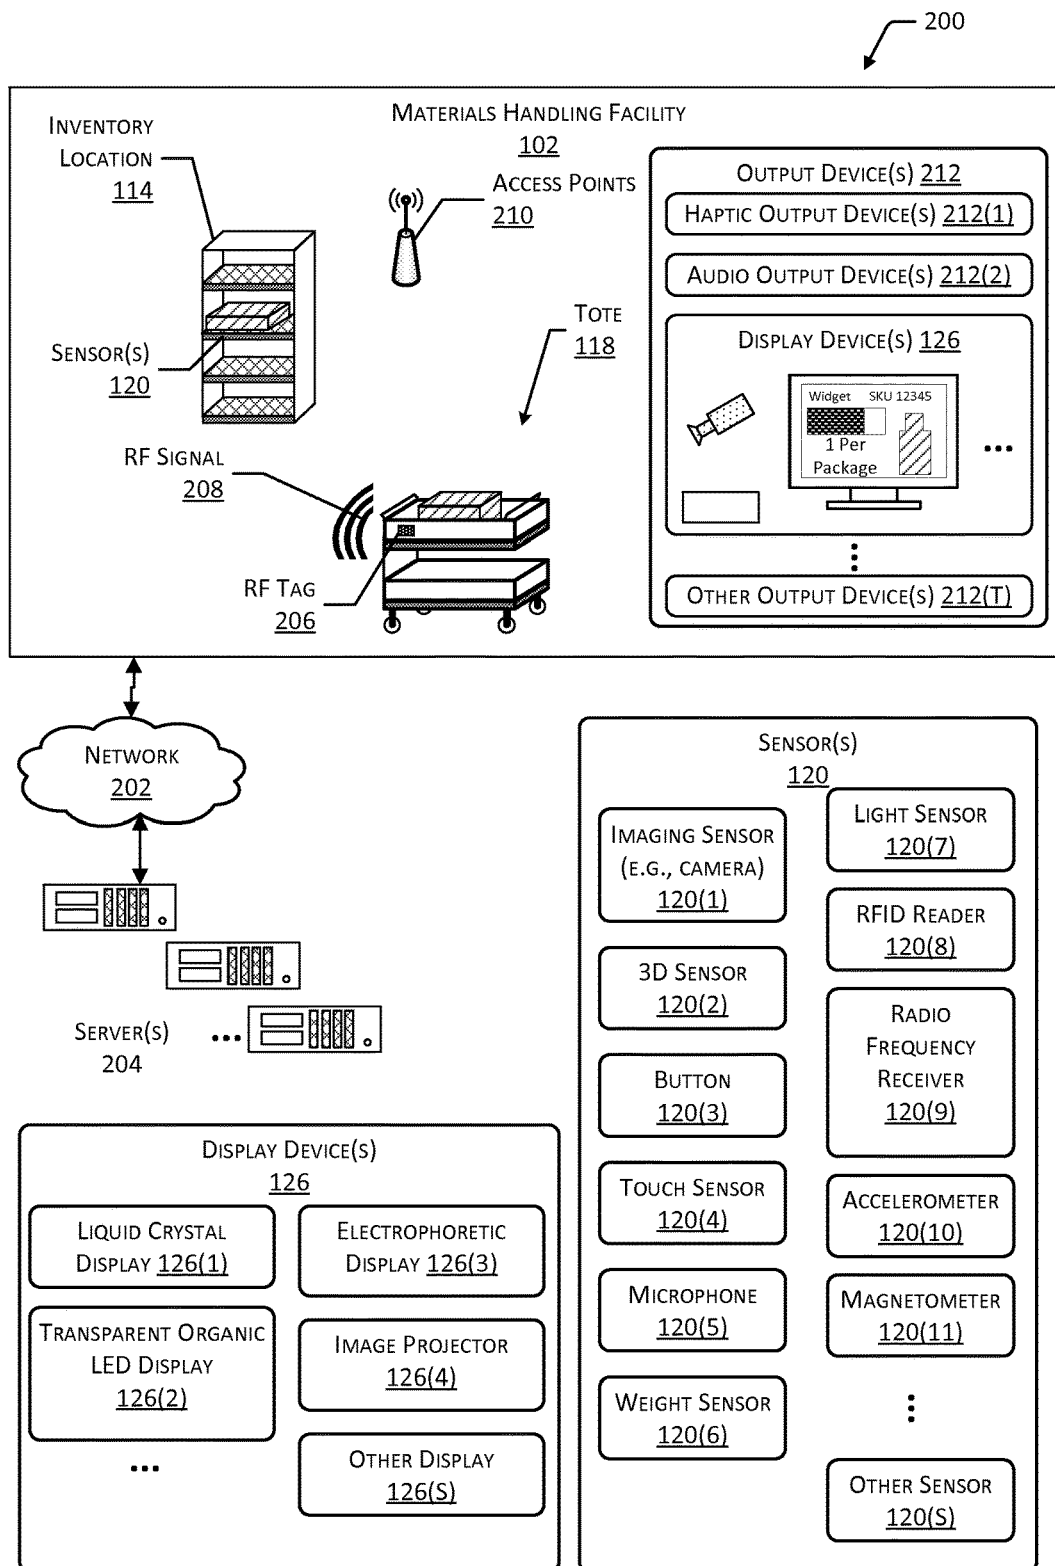 200
MATERIALS HANDLING FACILITY
102
INVENTORY
LOCATION
114
ACCESS POINTS
210
SENSOR(S)
120
TOTE
118
RF SIGNAL
208
RF TAG
206
OUTPUT DEVICE(S) 212
HAPTIC OUTPUT DEVICE(S) 212(1)
AUDIO OUTPUT DEVICE(S) 212(2)
DISPLAY DEVICE(S) 126
Widget SKU 12345
1 Per
Package
...
OTHER OUTPUT DEVICE(S) 212(T)
NETWORK
202
SERVER(S)
204
...
DISPLAY DEVICE(S)
126
LIQUID CRYSTAL
DISPLAY 126(1)
TRANSPARENT ORGANIC
LED DISPLAY
126(2)
...
ELECTROPHORETIC
DISPLAY 126(3)
IMAGE PROJECTOR
126(4)
OTHER DISPLAY
126(S)
SENSOR(S)
120
IMAGING SENSOR
(E.G., CAMERA)
120(1)
3D SENSOR
120(2)
BUTTON
120(3)
TOUCH SENSOR
120(4)
MICROPHONE
120(5)
WEIGHT SENSOR
120(6)
LIGHT SENSOR
120(7)
RFID READER
120(8)
RADIO
FREQUENCY
RECEIVER
120(9)
ACCELEROMETER
120(10)
MAGNETOMETER
120(11)
OTHER SENSOR
120(S)